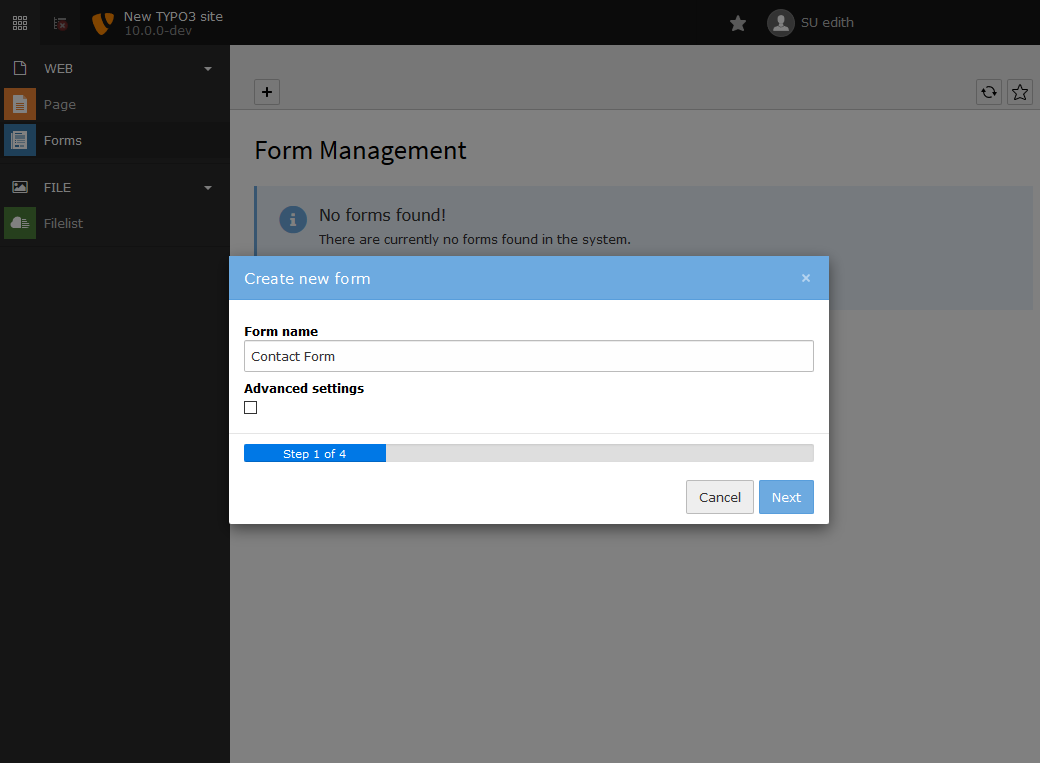 New TYPO3 site
10.0.0-dev
SU edith
WEB
Page
Forms
FILE
Filelist
Form Management
No forms found!
There are currently no forms found in the system.
Create new form
×
Form name
Contact Form
Advanced settings
Step 1 of 4
Cancel
Next